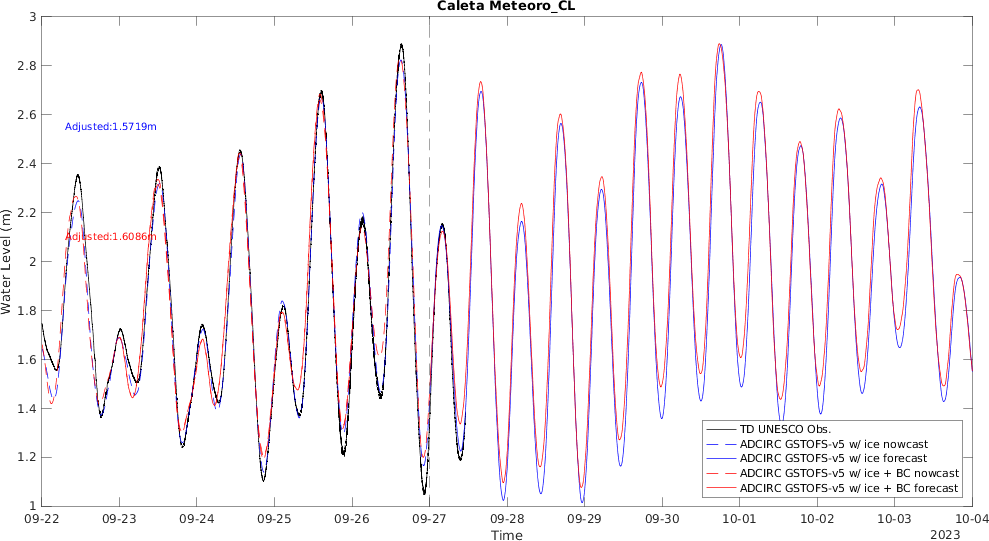 Caleta Meteoro_CL
3
2.8
2.6
2.4
2.2
2
1.8
1.6
1.4
1.2
1
Water Level (m)
Adjusted:1.5719m
Adjusted:1.6086m
TD UNESCO Obs.
ADCIRC GSTOFS-v5 w/ ice nowcast
ADCIRC GSTOFS-v5 w/ ice forecast
ADCIRC GSTOFS-v5 w/ ice + BC nowcast
ADCIRC GSTOFS-v5 w/ ice + BC forecast
09-22 09-23 09-24 09-25 09-26 09-27 09-28 09-29 09-30 10-01 10-02 10-03 10-04
Time
2023